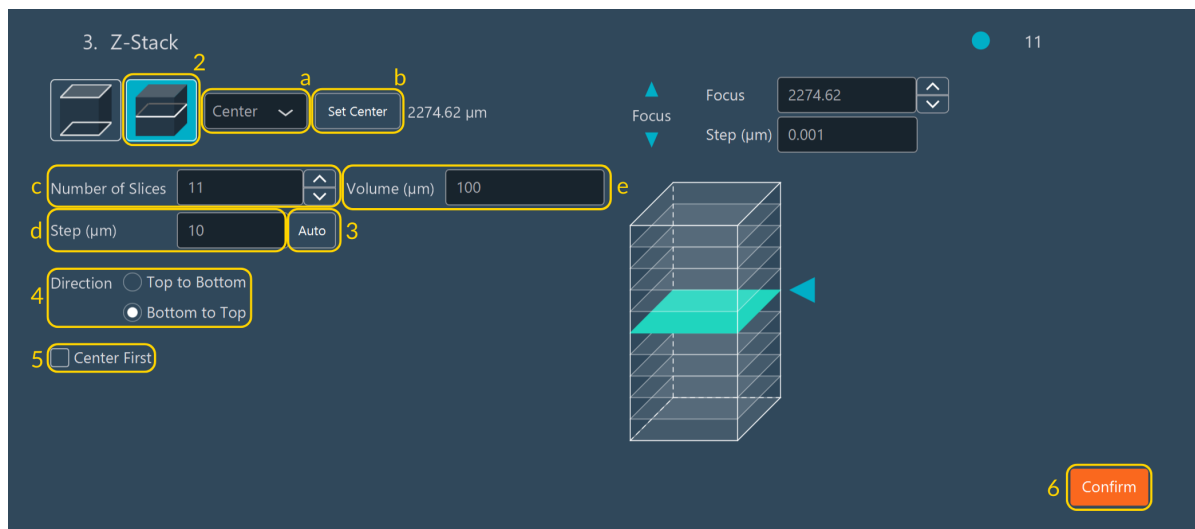 3. Z-Stack
11
2
a
b
Center
Set Center
2274.62 µm
Focus
Focus
2274.62
Step (µm)
0.001
c
Number of Slices
11
Volume (µm)
100
e
d
Step (µm)
10
Auto
3
4
Direction
Top to Bottom
Bottom to Top
5
Center First
6
Confirm